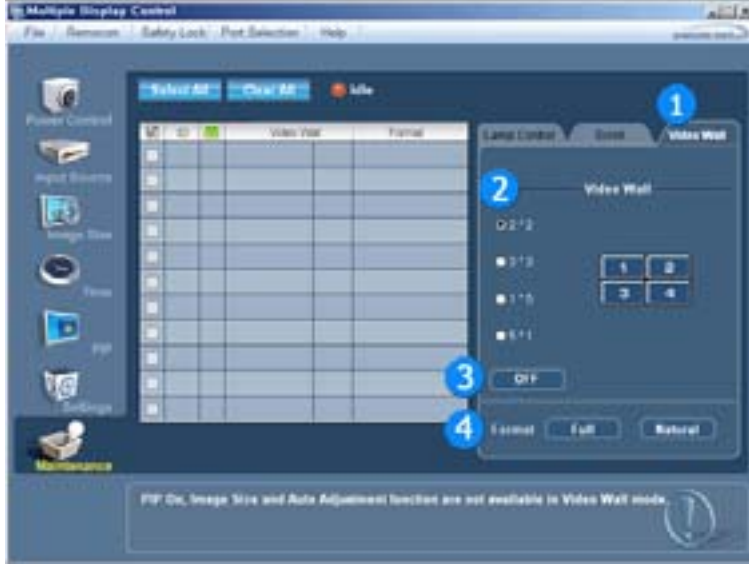 Multiple Display Control
File Remocon Safety Lock Port Selection Help
Select All Clear All Idle
1
Power Control
ID Video Wall Format
Lamp Control Scroll Video Wall
Input Source
2
Video Wall
Image Size
2*2
3*3
1 2
3 4
Time
1*5
PIP
5*1
3
OFF
Settings
4
Format Full Natural
Maintenance
PIP On, Image Size and Auto Adjustment function are not available in Video Wall mode.